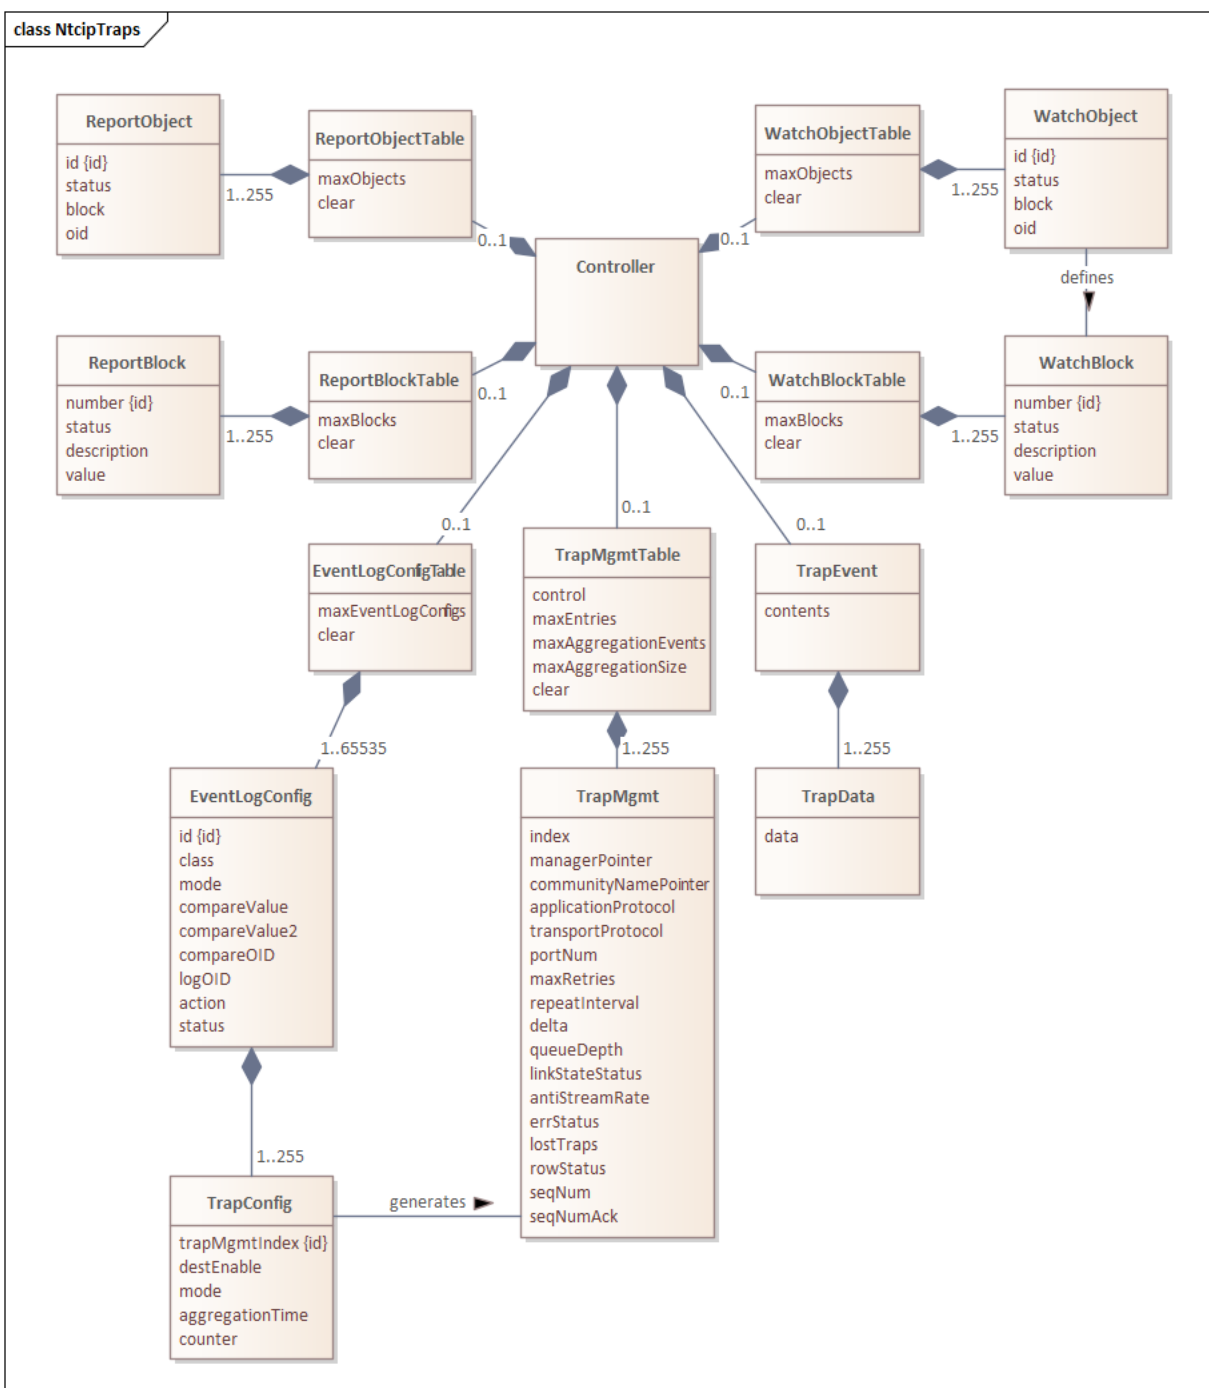 class NtcipTraps
ReportObject
id {id}
status
block
oid
1..255
ReportObjectTable
maxObjects
clear
0..1
WatchObjectTable
maxObjects
clear
0..1
WatchObject
id {id}
status
block
oid
1..255
defines
Controller
ReportBlock
number {id}
status
description
value
1..255
ReportBlockTable
maxBlocks
clear
0..1
WatchBlockTable
maxBlocks
clear
0..1
WatchBlock
number {id}
status
description
value
1..255
0..1
EventLogConfigTable
maxEventLogConfigs
clear
0..1
TrapMgmtTable
control
maxEntries
maxAggregationEvents
maxAggregationSize
clear
0..1
TrapEvent
contents
1..65535
EventLogConfig
id {id}
class
mode
compareValue
compareValue2
compareOID
logOID
action
status
1..255
TrapMgmt
index
managerPointer
communityNamePointer
applicationProtocol
transportProtocol
portNum
maxRetries
repeatInterval
delta
queueDepth
linkStateStatus
antiStreamRate
errStatus
lostTraps
rowStatus
seqNum
seqNumAck
1..255
TrapData
data
1..255
TrapConfig
trapMgmtIndex {id}
destEnable
mode
aggregationTime
counter
generates